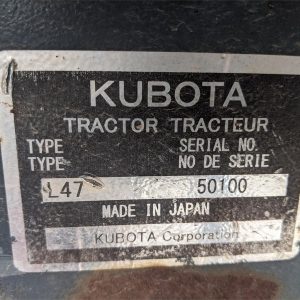 KUBOTA
TRACTOR TRACTEUR
TYPE SERIAL NO.
TYPE NO DE SERIE
L47 50100
MADE IN JAPAN
KUBOTA Corporation